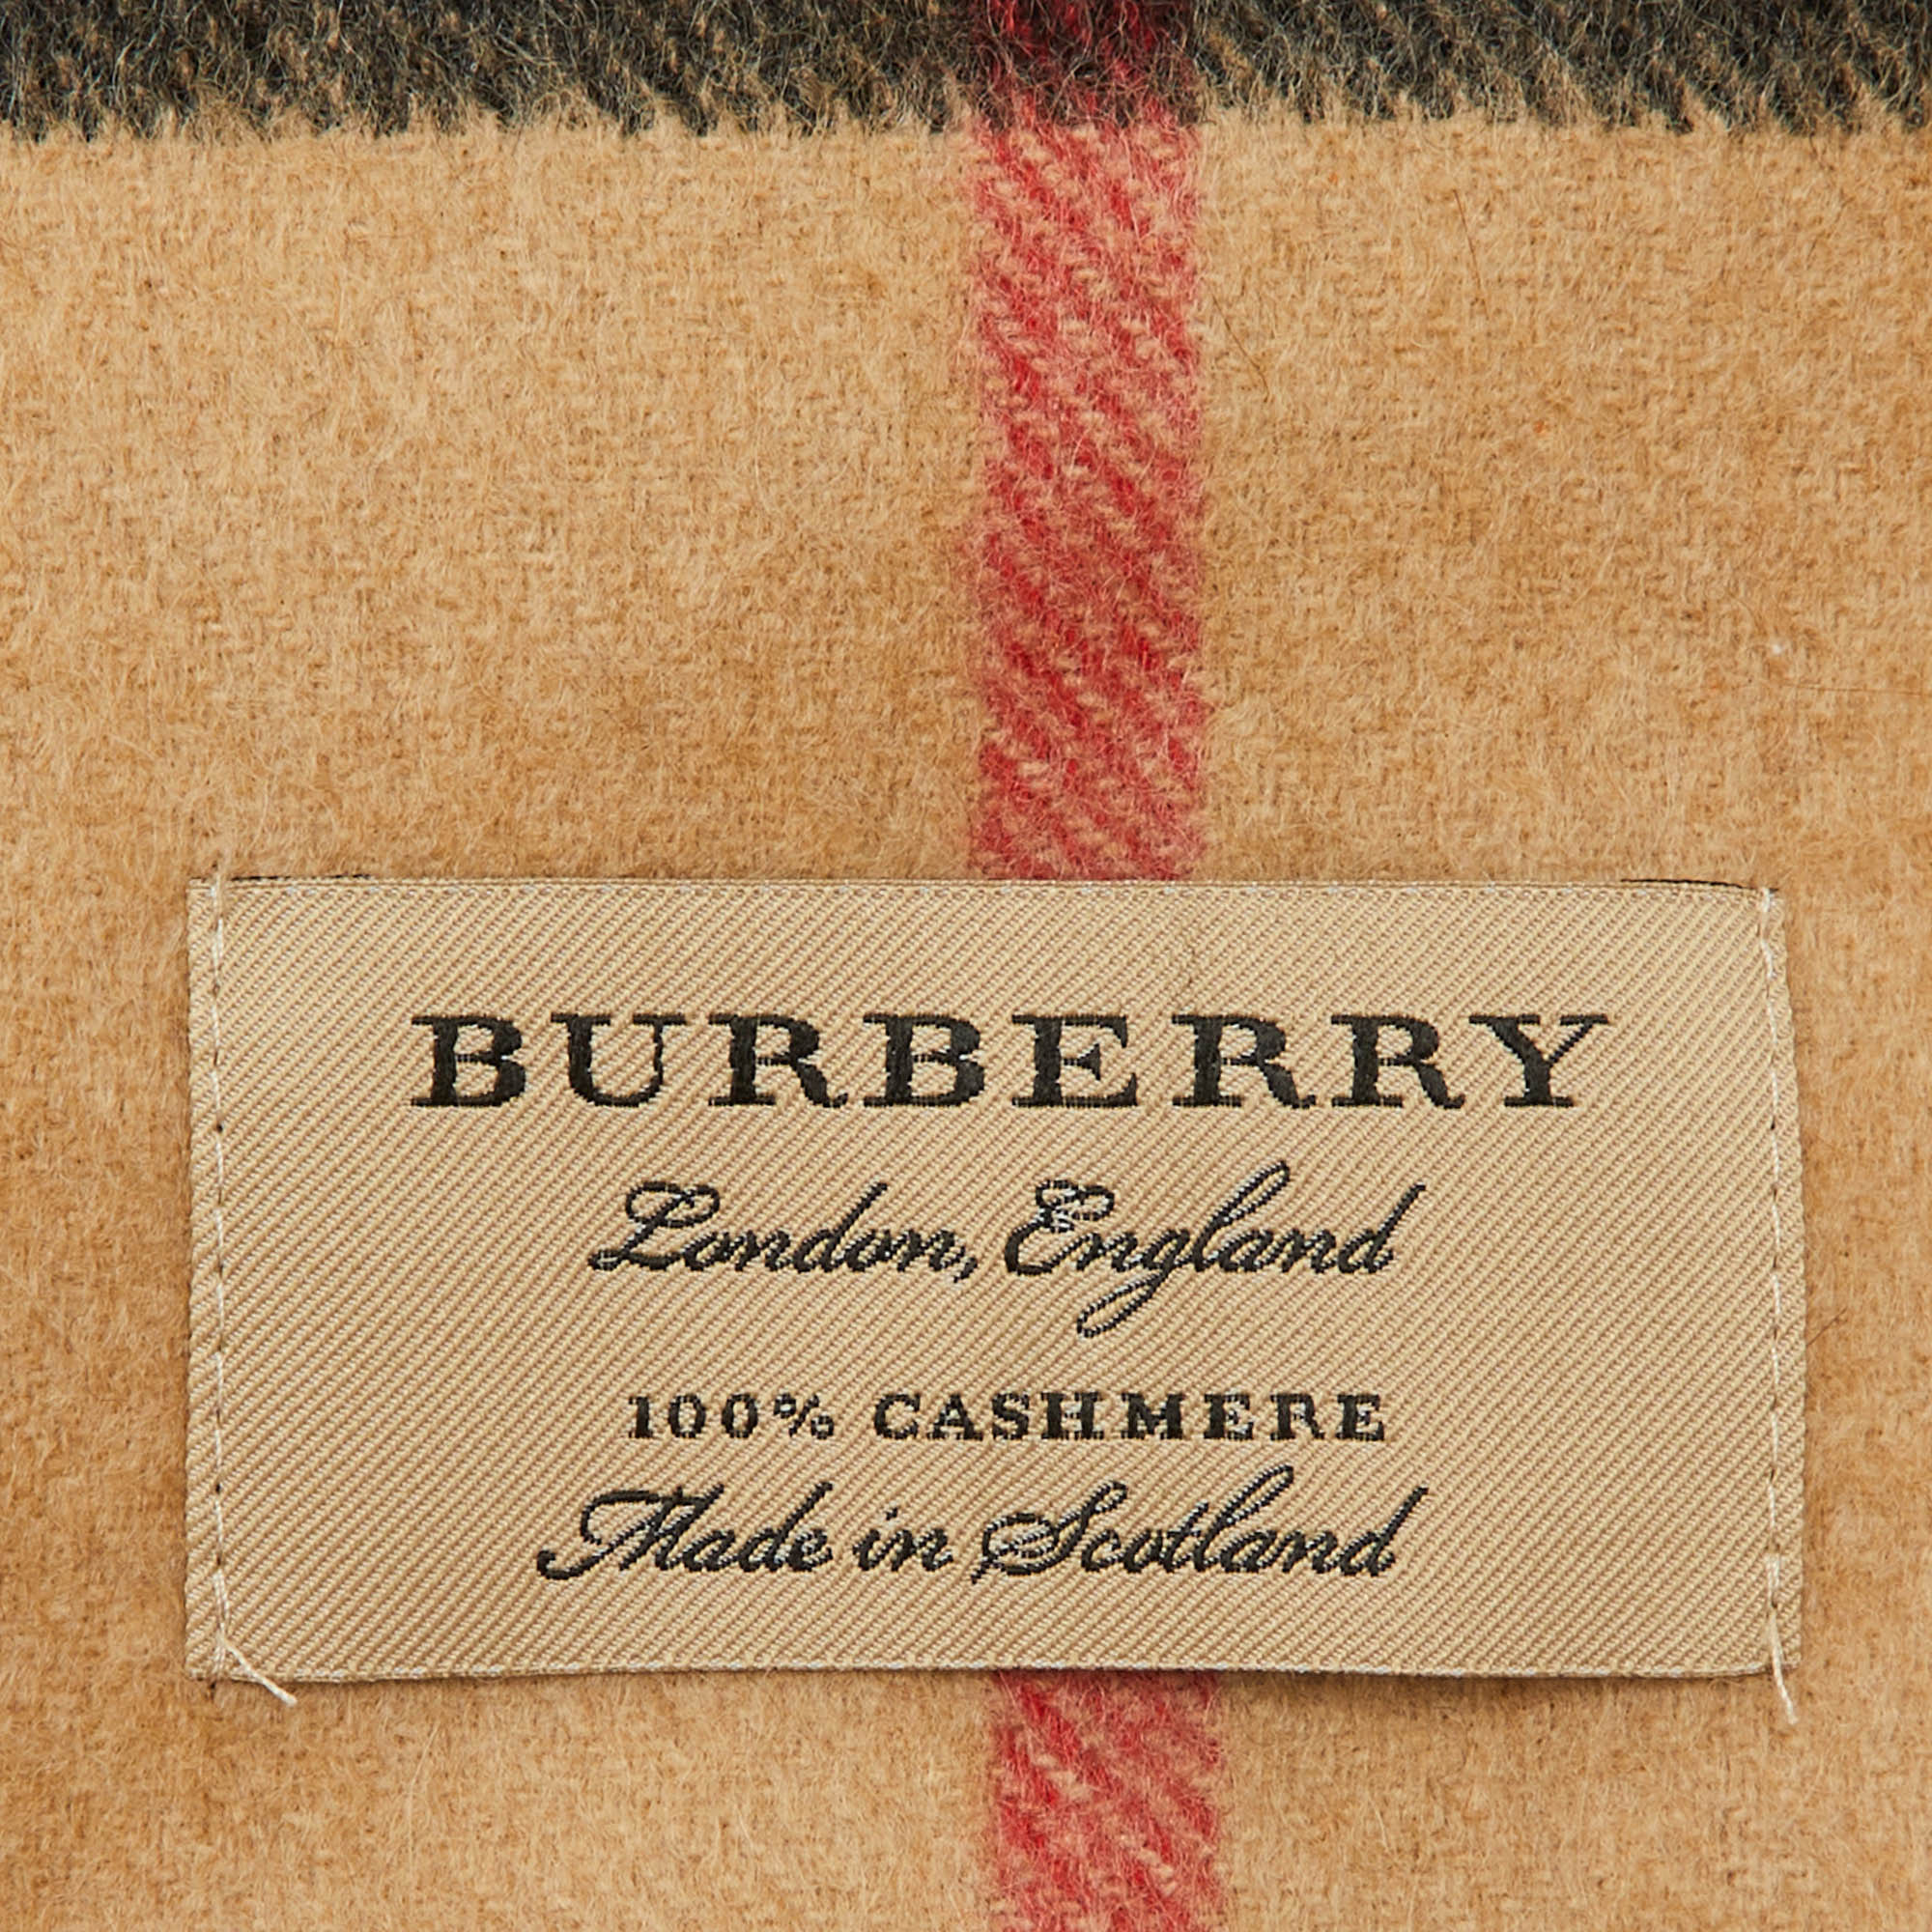 BURBERRY
London, England
100% CASHMERE
Made in Scotland